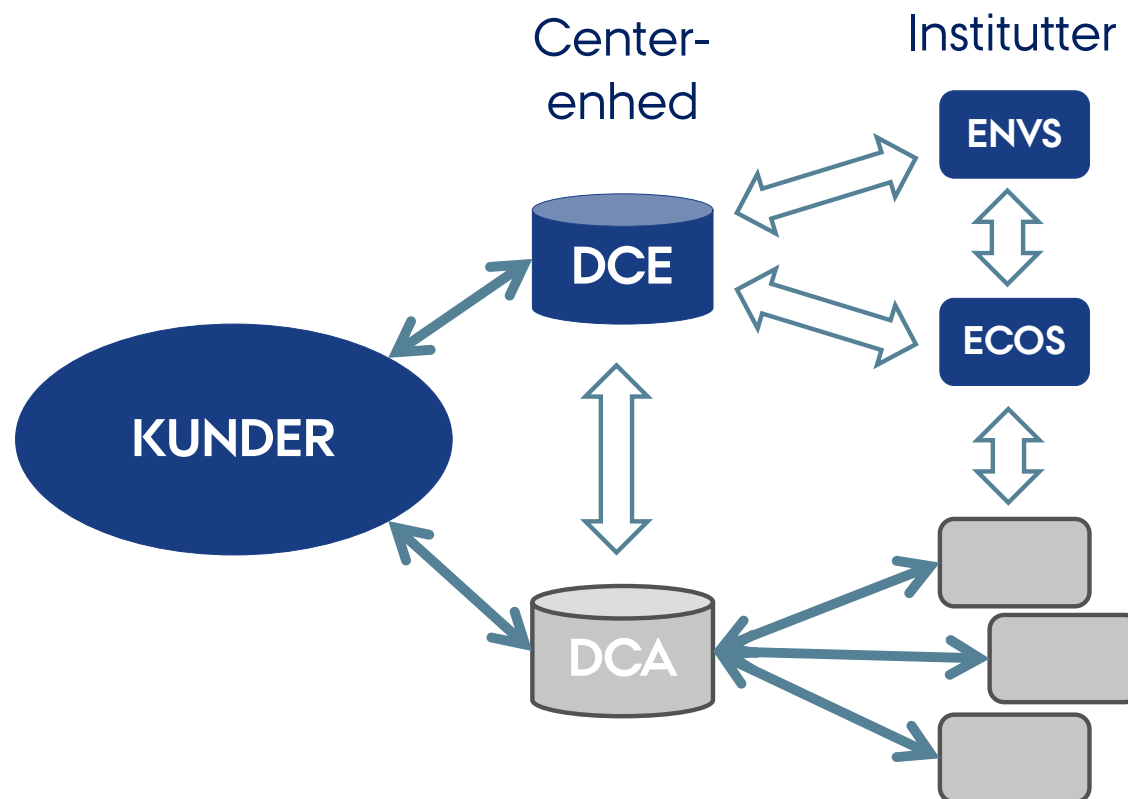 Center-
enhed
Institutter
ENVS
DCE
ECOS
KUNDER
DCA